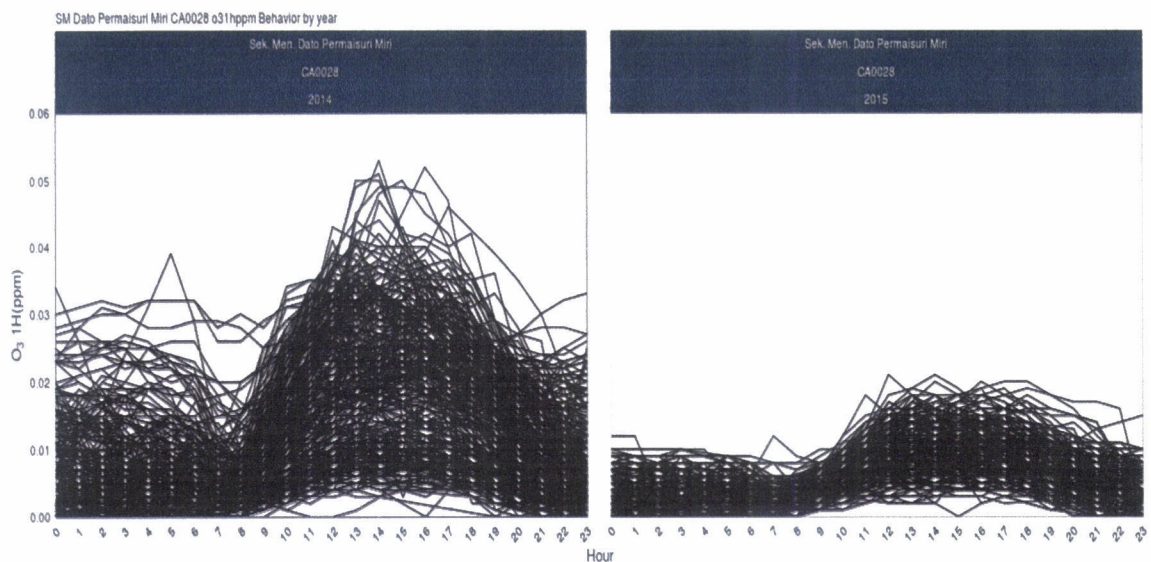 SM Dato Permaisuri Miri CA0028 o31hppm Behavior by year
Sek. Men. Dato Permaisuri Miri
CA0028
2014
Sek. Men. Dato Permaisuri Miri
CA0028
2015
O3 1H(ppm)
0.06
0.05
0.04
0.03
0.02
0.01
0.00
0 1 2 3 4 5 6 7 8 9 10 11 12 13 14 15 16 17 18 19 20 21 22 23
0 1 2 3 4 5 6 7 8 9 10 11 12 13 14 15 16 17 18 19 20 21 22 23
Hour